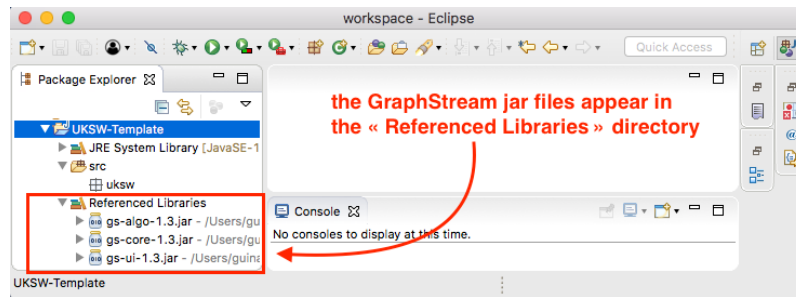 workspace - Eclipse
Quick Access
Package Explorer
UKSW-Template
JRE System Library [JavaSE-1
src
uksw
Referenced Libraries
gs-algo-1.3.jar - /Users/gu
gs-core-1.3.jar - /Users/gu
gs-ui-1.3.jar - /Users/guina
the GraphStream jar files appear in
the « Referenced Libraries » directory
Console
No consoles to display at this time.
UKSW-Template